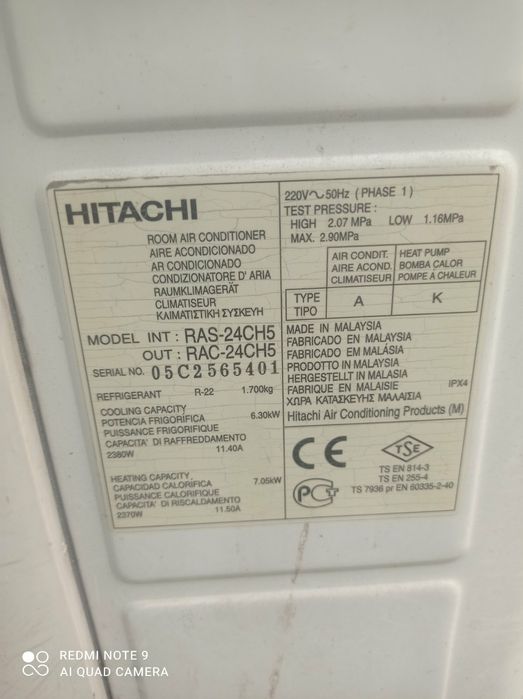 HITACHI
ROOM AIR CONDITIONER
AIRE ACONDICIONADO
AR CONDICIONADO
CONDIZIONATORE D' ARIA
RAUMKLIMAGERÄT
CLIMATISEUR
ΚΑΙΜΑΤΙΣΤΙΚΗ ΣΥΣΚΕΥΗ
MODEL INT : RAS-24CH5
OUT : RAC-24CH5
SERIAL NO. 05C2565401
REFRIGERANT R-22 1.700kg
COOLING CAPACITY
POTENCIA FRIGORÍFICA 6.30kW
PUISSANCE FRIGORIFIQUE
CAPACITA' DI RAFFREDDAMENTO
2380W 11.40A
HEATING CAPACITY
CAPACIDAD CALORÍFICA 7.05kW
PUISSANCE CALORIFIQUE
CAPACITA' DI RISCALDAMENTO
2370W 11.50A
220V~50Hz (PHASE 1)
TEST PRESSURE :
HIGH 2.07 MPa LOW 1.16MPa
MAX. 2.90MPa
AIR CONDIT. HEAT PUMP
AIRE ACOND. BOMBA CALOR
CLIMATISEUR POMPE A CHALEUR
TYPE A K
TIPO
MADE IN MALAYSIA
FABRICADO EN MALAYSIA
FABRICADO EM MALÁSIA
PRODOTTO IN MALAYSIA
HERGESTELLT IN MALASIA
FABRIQUE EN MALAISIE IPX4
ΧΩΡΑ ΚΑΤΑΣΚΕΥΗΣ ΜΑΛΑΙΣΙΑ
Hitachi Air Conditioning Products (M)
CE TSE
TS EN 814-3
TS EN 255-4
PCT TS 7936 pr EN 60335-2-40
REDMI NOTE 9
AI QUAD CAMERA